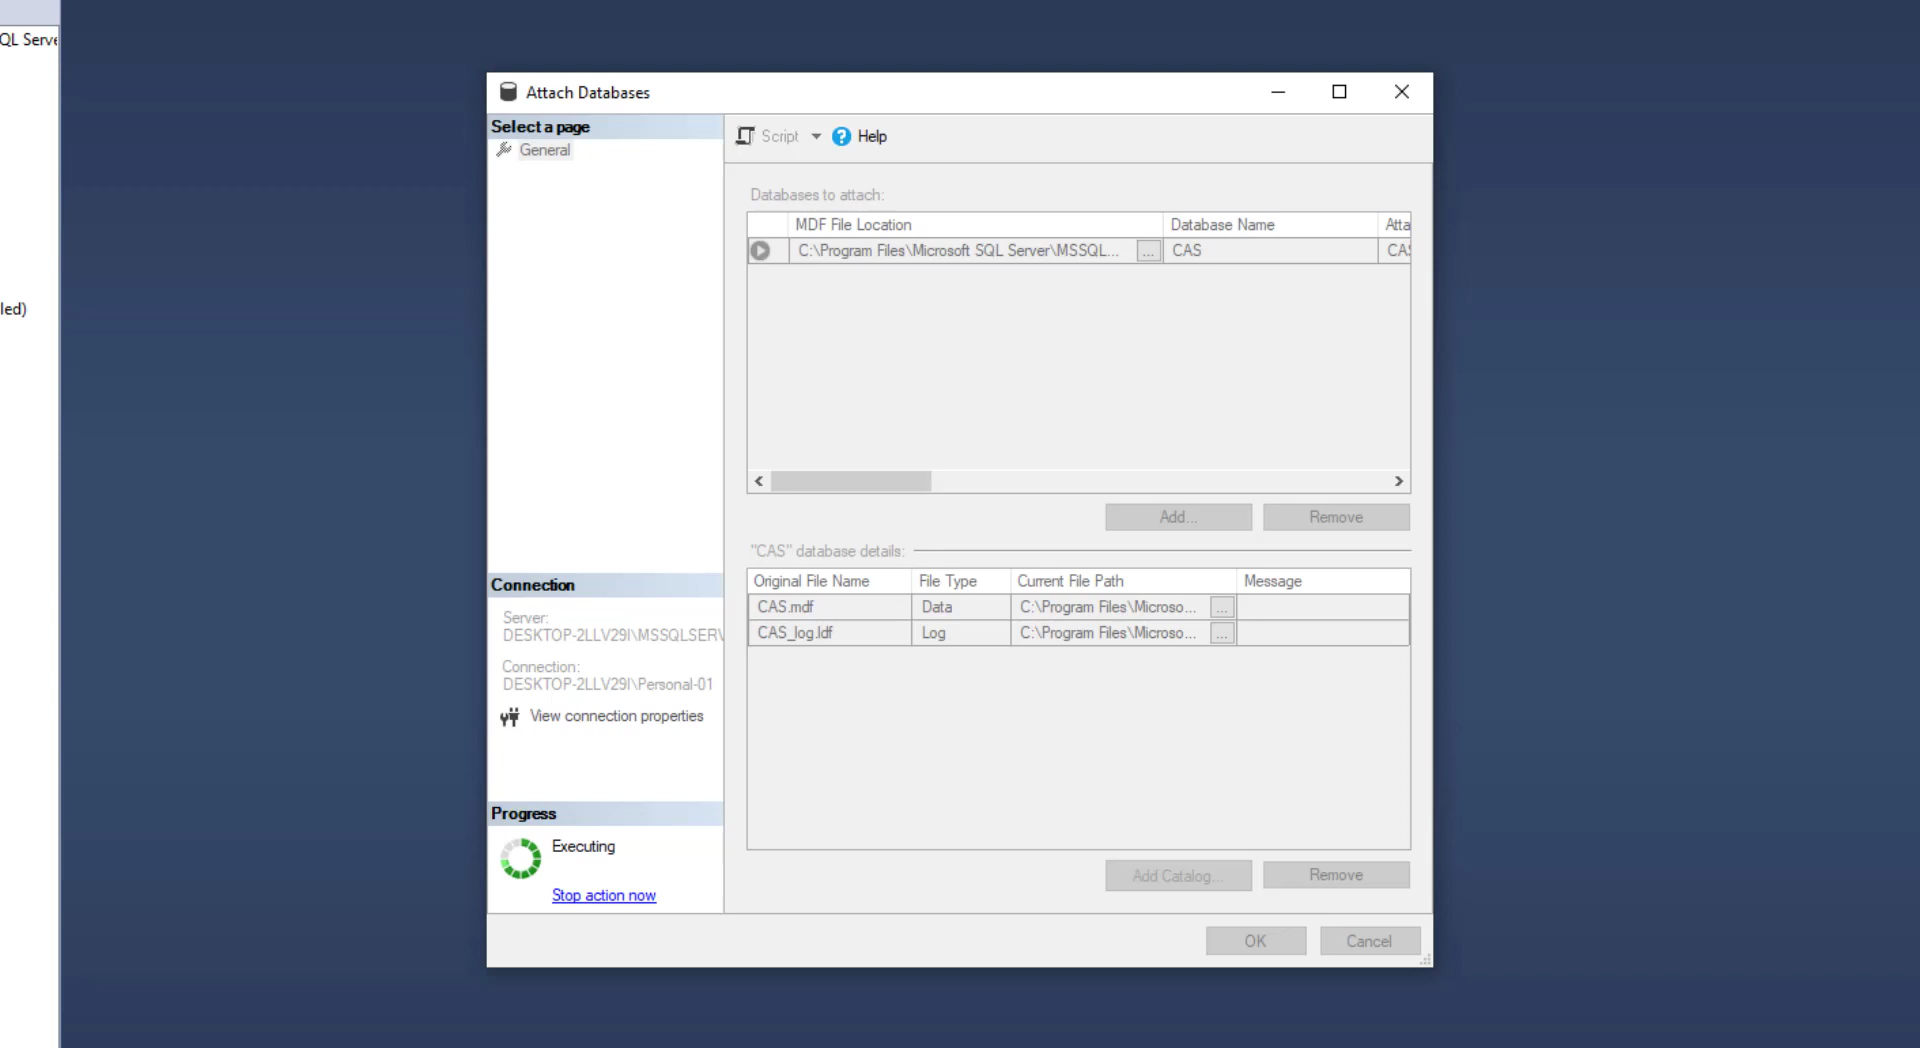 QL Serve
led)
Attach Databases
Select a page
General
Script
Help
Databases to attach:
MDF File Location Database Name Atta
C:\Program Files\Microsoft SQL Server\MSSQL... ... CAS CAS
Add... Remove
"CAS" database details:
Original File Name File Type Current File Path Message
CAS.mdf Data C:\Program Files\Microso... ...
CAS_log.ldf Log C:\Program Files\Microso... ...
Connection
Server:
DESKTOP-2LLV29I\MSSQLSERV
Connection:
DESKTOP-2LLV29I\Personal-01
View connection properties
Progress
Executing
Stop action now
Add Catalog... Remove
OK Cancel